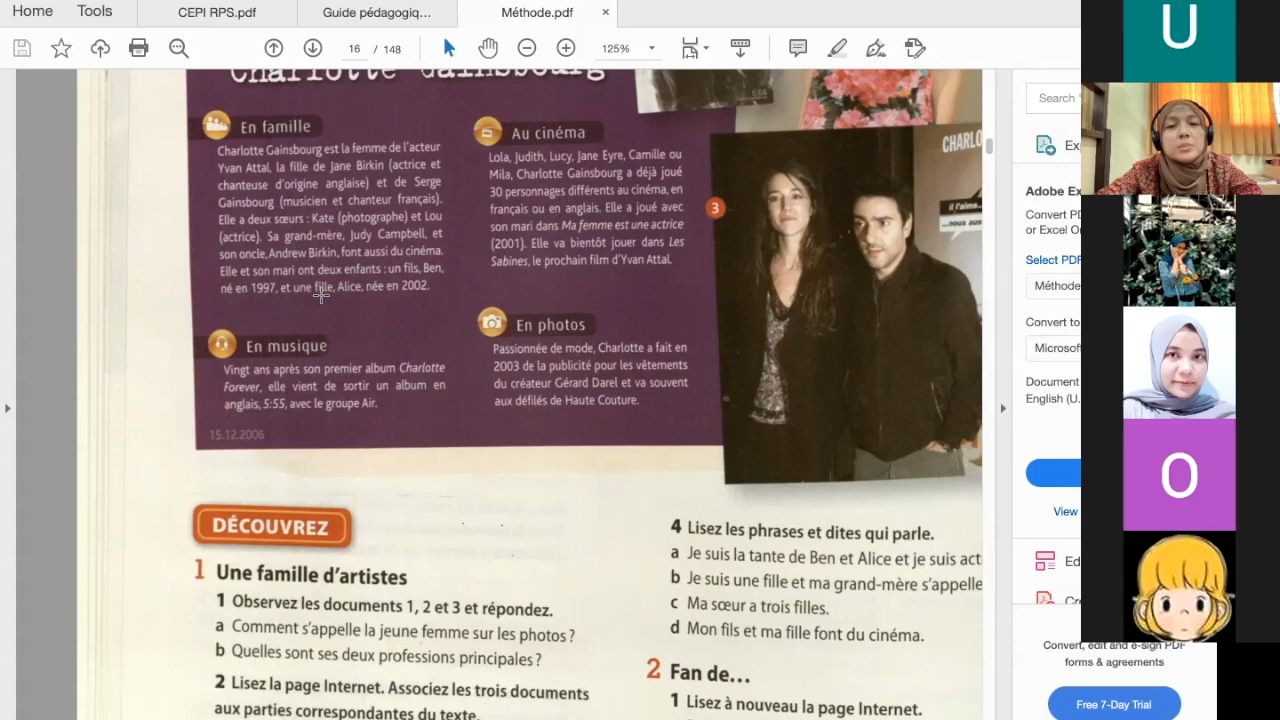 Home
Tools
CEPI RPS.pdf
Guide pédagogiq...
Méthode.pdf
×
16 / 148
125%
Charlotte Gainsbourg
En famille
Charlotte Gainsbourg est la femme de l'acteur
Yvan Attal, la fille de Jane Birkin (actrice et
chanteuse d'origine anglaise) et de Serge
Gainsbourg (musicien et chanteur français).
Elle a deux sœurs : Kate (photographe) et Lou
(actrice). Sa grand-mère, Judy Campbell, et
son oncle, Andrew Birkin, font aussi du cinéma.
Elle et son mari ont deux enfants : un fils, Ben,
né en 1997, et une fille, Alice, née en 2002.
En musique
Vingt ans après son premier album Charlotte
Forever, elle vient de sortir un album en
anglais, 5:55, avec le groupe Air.
15.12.2006
Au cinéma
Lola, Judith, Lucy, Jane Eyre, Camille ou
Mila, Charlotte Gainsbourg a déjà joué
30 personnages différents au cinéma, en
français ou en anglais. Elle a joué avec
son mari dans Ma femme est une actrice
(2001). Elle va bientôt jouer dans Les
Sabines, le prochain film d'Yvan Attal.
En photos
Passionnée de mode, Charlotte a fait en
2003 de la publicité pour les vêtements
du créateur Gérard Darel et va souvent
aux défilés de Haute Couture.
3
CHARLO
il l'aime...
...nous aus
DÉCOUVREZ
1 Une famille d'artistes
1 Observez les documents 1, 2 et 3 et répondez.
a Comment s'appelle la jeune femme sur les photos ?
b Quelles sont ses deux professions principales ?
2 Lisez la page Internet. Associez les trois documents
aux parties correspondantes du texte.
4 Lisez les phrases et dites qui parle.
a Je suis la tante de Ben et Alice et je suis act
b Je suis une fille et ma grand-mère s'appelle
c Ma sœur a trois filles.
d Mon fils et ma fille font du cinéma.
2 Fan de...
1 Lisez à nouveau la page Internet.
Search
Ex
Adobe Ex
Convert PD
or Excel On
Select PDF
Méthode
Convert to
Microsof
Document
English (U.
View
Edi
Cre
Convert, edit and e-sign PDF
forms & agreements
Free 7-Day Trial
U
O